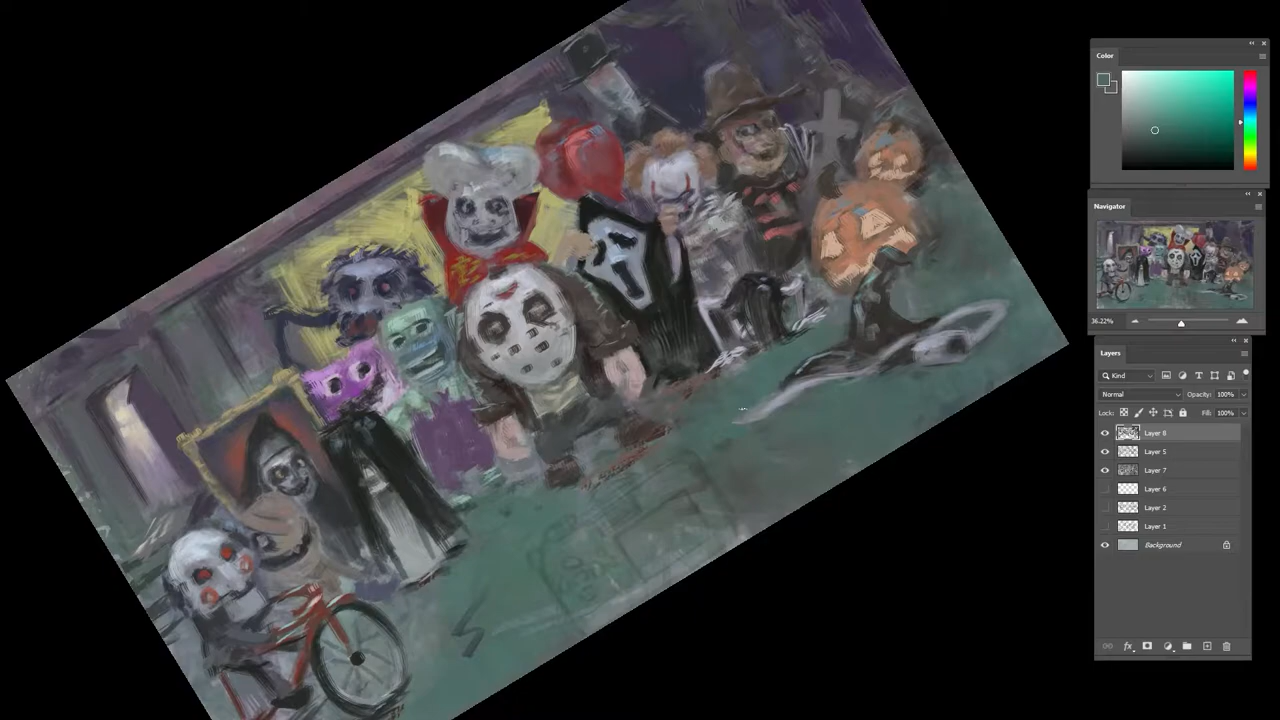 Color
Navigator
36.22%
Layers
Kind
Normal
Opacity: 100%
Lock:
Fill: 100%
Layer 8
Layer 5
Layer 7
Layer 6
Layer 2
Layer 1
Background
fx